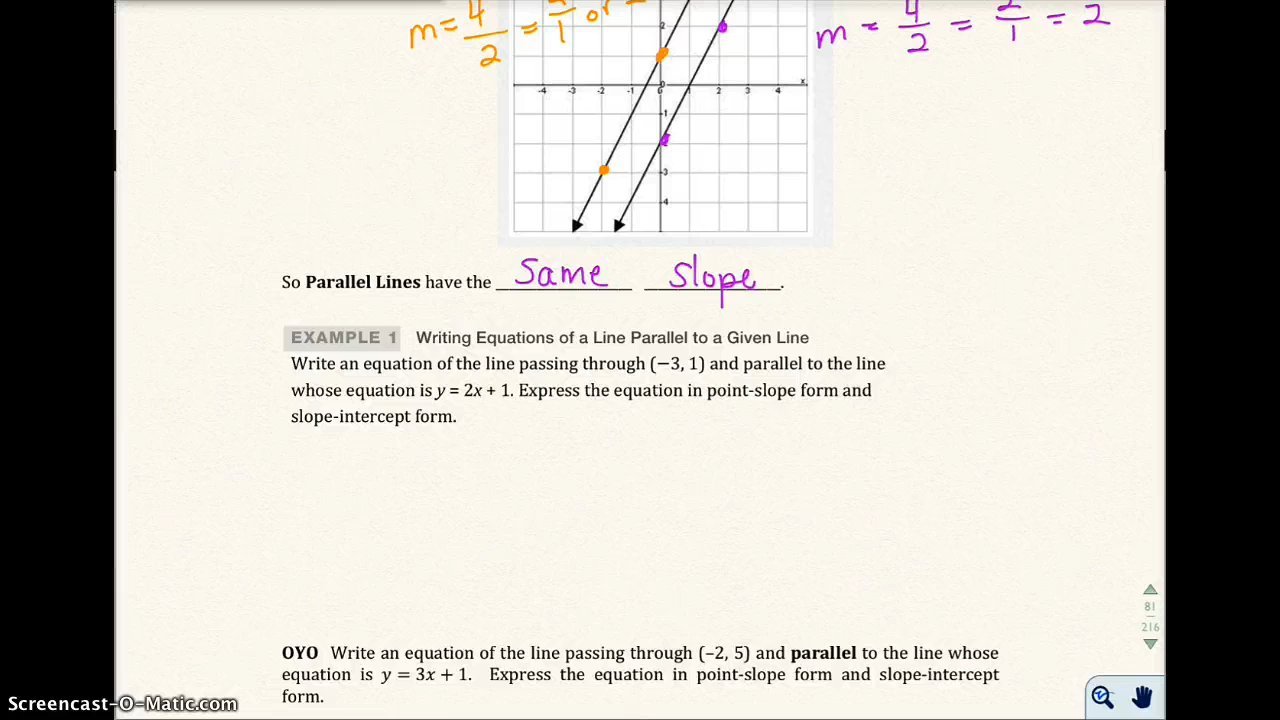 m = 4/2 = /1 or
m = 4/2 = 2/1 = 2
2
x
-4 -3 -2 -1 0 1 2 3 4
-1
-3
-4
So Parallel Lines have the Same Slope.
EXAMPLE 1 Writing Equations of a Line Parallel to a Given Line
Write an equation of the line passing through (−3, 1) and parallel to the line
whose equation is y = 2x + 1. Express the equation in point-slope form and
slope-intercept form.
81
216
OYO Write an equation of the line passing through (–2, 5) and parallel to the line whose
equation is y = 3x + 1. Express the equation in point-slope form and slope-intercept
form.
Screencast-O-Matic.com